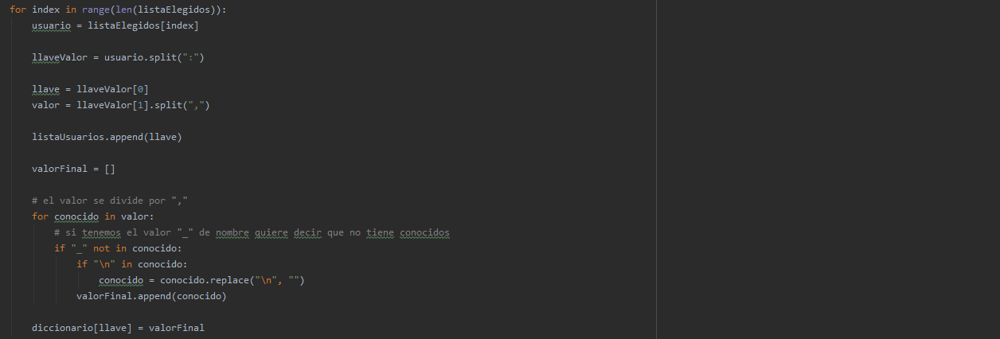 for index in range(len(listaElegidos)):
    usuario = listaElegidos[index]

    llaveValor = usuario.split(":")

    llave = llaveValor[0]
    valor = llaveValor[1].split(",")

    listaUsuarios.append(llave)

    valorFinal = []

    # el valor se divide por ","
    for conocido in valor:
        # si tenemos el valor "_" de nombre quiere decir que no tiene conocidos
        if "_" not in conocido:
            if "\n" in conocido:
                conocido = conocido.replace("\n", "")
            valorFinal.append(conocido)

    diccionario[llave] = valorFinal